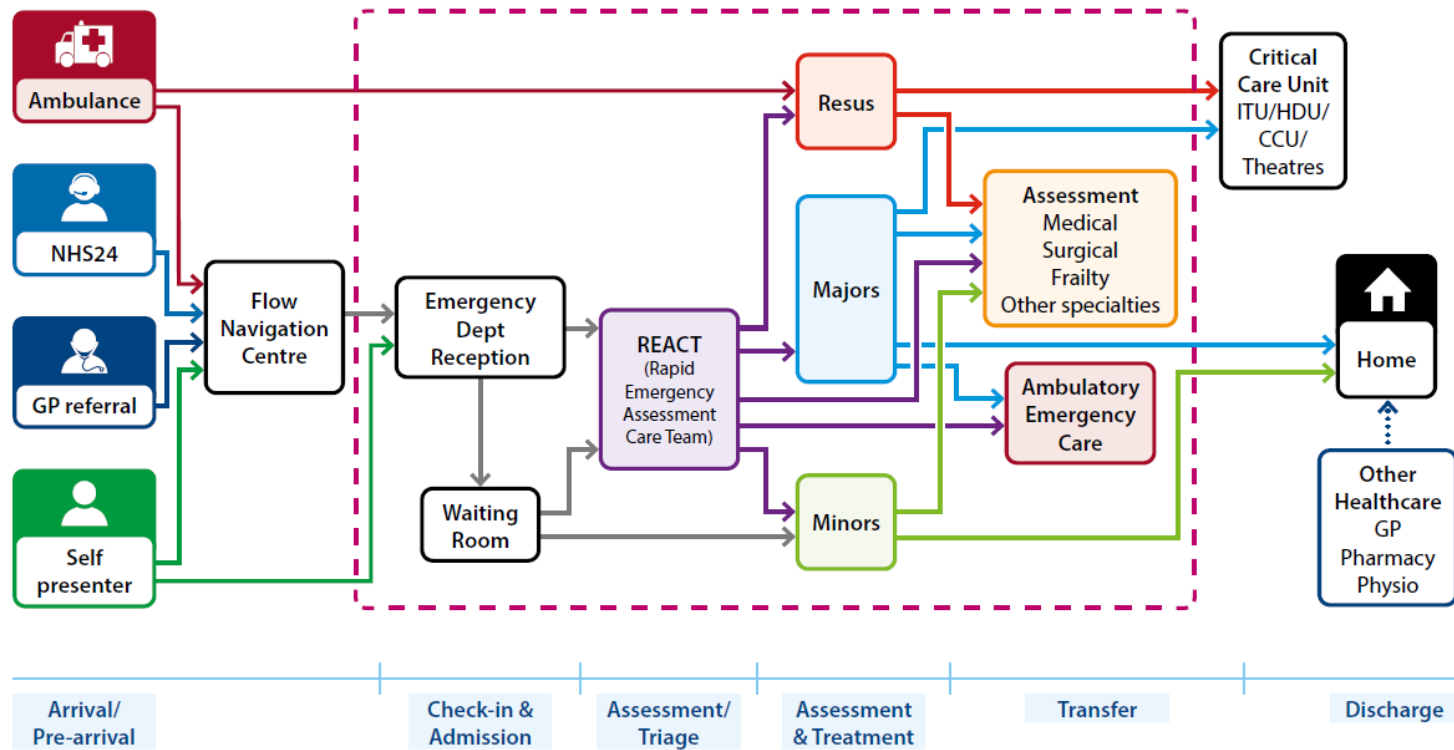 Ambulance
NHS24
GP referral
Self
presenter
Flow
Navigation
Centre
Emergency
Dept
Reception
Waiting
Room
REACT
(Rapid
Emergency
Assessment
Care Team)
Resus
Majors
Minors
Assessment
Medical
Surgical
Frailty
Other specialties
Ambulatory
Emergency
Care
Critical
Care Unit
ITU/HDU/
CCU/
Theatres
Home
Other
Healthcare
GP
Pharmacy
Physio
Arrival/
Pre-arrival
Check-in &
Admission
Assessment/
Triage
Assessment
& Treatment
Transfer
Discharge